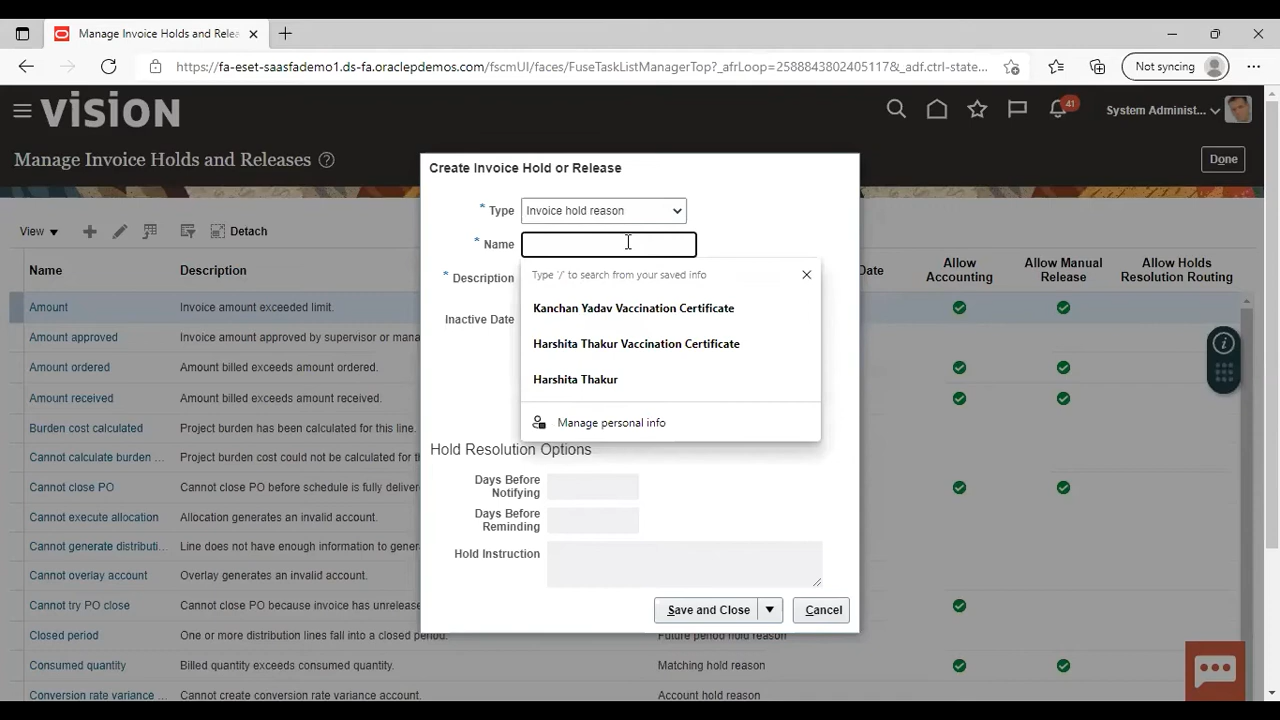 Manage Invoice Holds and Relea
https://fa-eset-saasfademo1.ds-fa.oraclepdemos.com/fscmUI/faces/FuseTaskListManagerTop?_afrLoop=2588843802405117&_adf.ctrl-state...
Not syncing
VISION
41
System Administ...
Manage Invoice Holds and Releases
Done
View
Detach
Name
Description
Date
Allow Accounting
Allow Manual Release
Allow Holds Resolution Routing
Amount
Invoice amount exceeded limit.
Amount approved
Invoice amount approved by supervisor or mana
Amount ordered
Amount billed exceeds amount ordered.
Amount received
Amount billed exceeds amount received.
Burden cost calculated
Project burden has been calculated for this line.
Cannot calculate burden ...
Project burden cost could not be calculated for th
Cannot close PO
Cannot close PO before schedule is fully deliver
Cannot execute allocation
Allocation generates an invalid account.
Cannot generate distributi...
Line does not have enough information to gener
Cannot overlay account
Overlay generates an invalid account.
Cannot try PO close
Cannot close PO because invoice has unreleas
Closed period
One or more distribution lines fall into a closed period.
Future period hold reason
Consumed quantity
Billed quantity exceeds consumed quantity.
Matching hold reason
Conversion rate variance ...
Cannot create conversion rate variance account.
Account hold reason
Create Invoice Hold or Release
* Type
Invoice hold reason
* Name
* Description
Inactive Date
Type '/' to search from your saved info
Kanchan Yadav Vaccination Certificate
Harshita Thakur Vaccination Certificate
Harshita Thakur
Manage personal info
Hold Resolution Options
Days Before
Notifying
Days Before
Reminding
Hold Instruction
Save and Close
Cancel